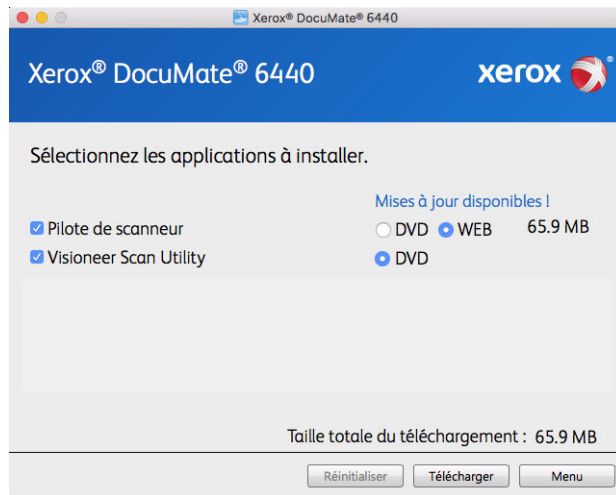 Xerox® DocuMate® 6440
Xerox® DocuMate® 6440 xerox ®
Sélectionnez les applications à installer.
Mises à jour disponibles !
Pilote de scanneur DVD WEB 65.9 MB
Visioneer Scan Utility DVD
Taille totale du téléchargement : 65.9 MB
Réinitialiser Télécharger Menu